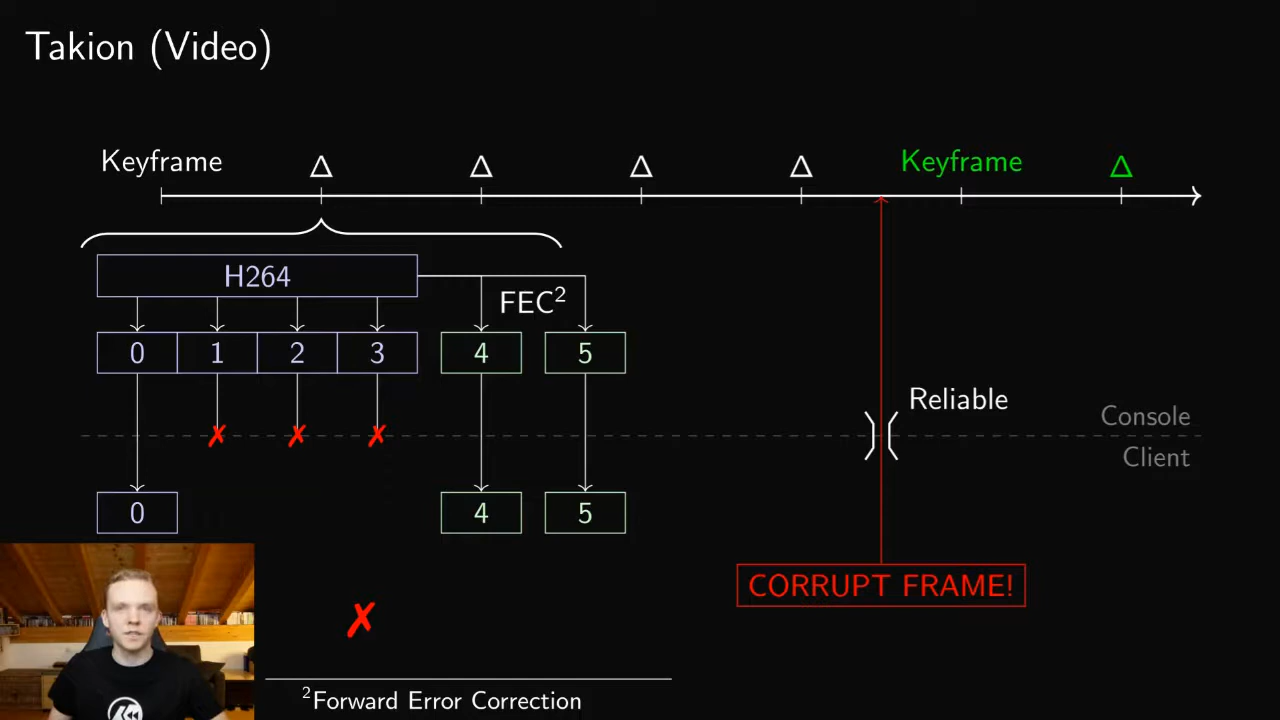 Takion (Video)
Keyframe Δ Δ Δ Δ Keyframe Δ
H264
FEC²
0 1 2 3 4 5
Reliable
Console
Client
0 4 5
CORRUPT FRAME!
²Forward Error Correction